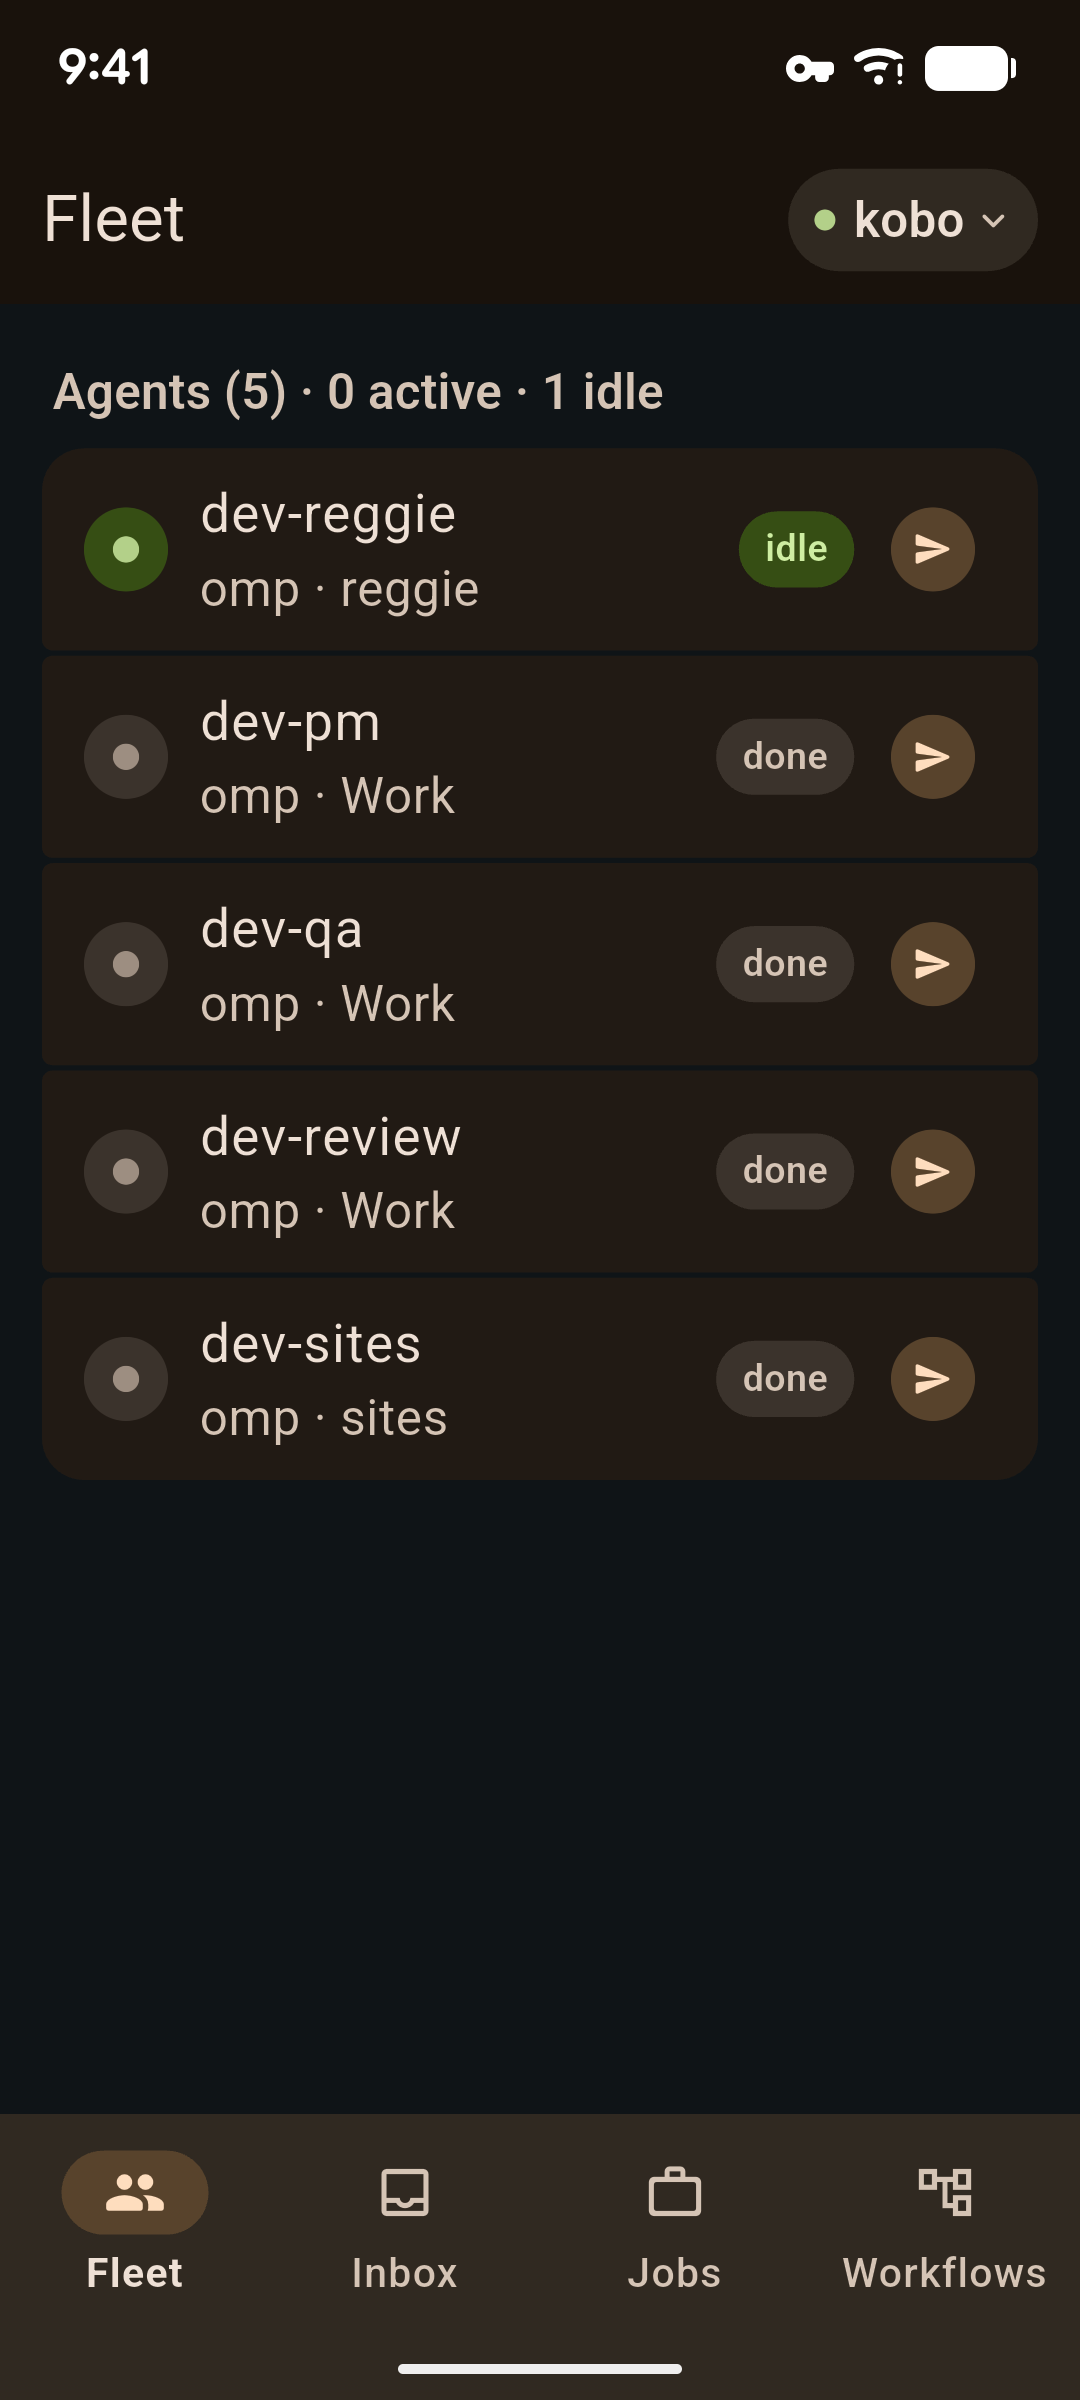 9:41
Fleet
kobo
Agents (5) · 0 active · 1 idle
dev-reggie
omp · reggie
idle
dev-pm
omp · Work
done
dev-qa
omp · Work
done
dev-review
omp · Work
done
dev-sites
omp · sites
done
Fleet
Inbox
Jobs
Workflows